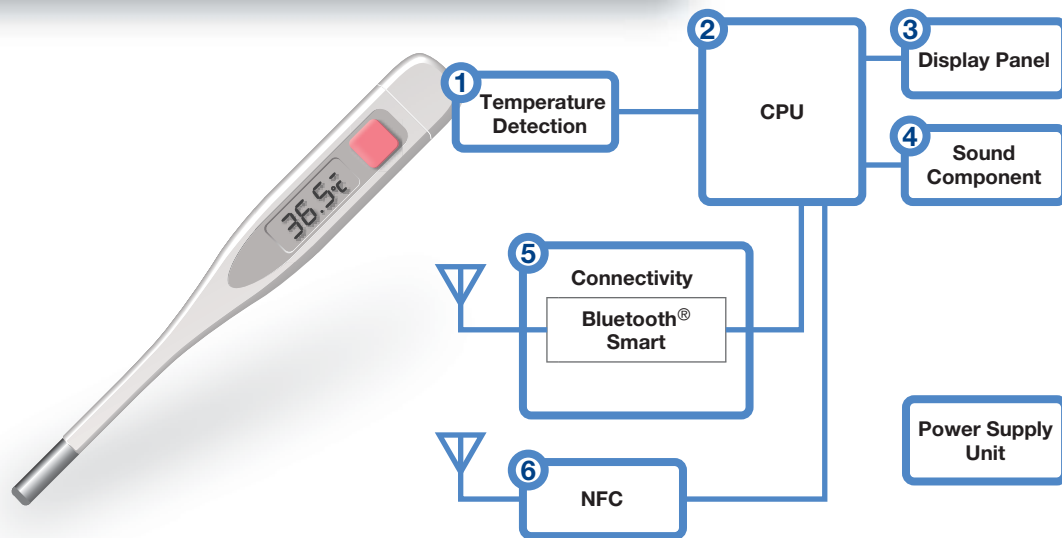 1
Temperature
Detection
2
CPU
3
Display Panel
4
Sound
Component
36.5℃
5
Connectivity
Bluetooth®
Smart
6
NFC
Power Supply
Unit